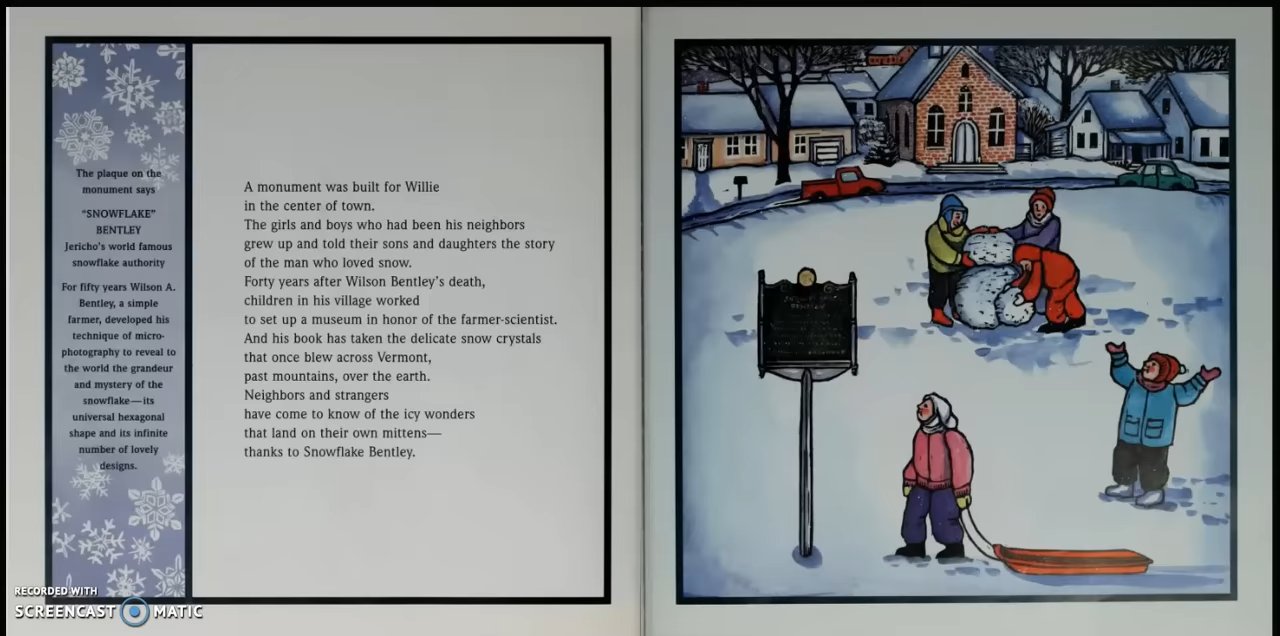 The plaque on the
monument says
“SNOWFLAKE”
BENTLEY
Jericho's world famous
snowflake authority
For fifty years Wilson A.
Bentley, a simple
farmer, developed his
technique of micro-
photography to reveal to
the world the grandeur
and mystery of the
snowflake—its
universal hexagonal
shape and its infinite
number of lovely
designs.
A monument was built for Willie
in the center of town.
The girls and boys who had been his neighbors
grew up and told their sons and daughters the story
of the man who loved snow.
Forty years after Wilson Bentley's death,
children in his village worked
to set up a museum in honor of the farmer-scientist.
And his book has taken the delicate snow crystals
that once blew across Vermont,
past mountains, over the earth.
Neighbors and strangers
have come to know of the icy wonders
that land on their own mittens—
thanks to Snowflake Bentley.
RECORDED WITH
SCREENCAST MATIC